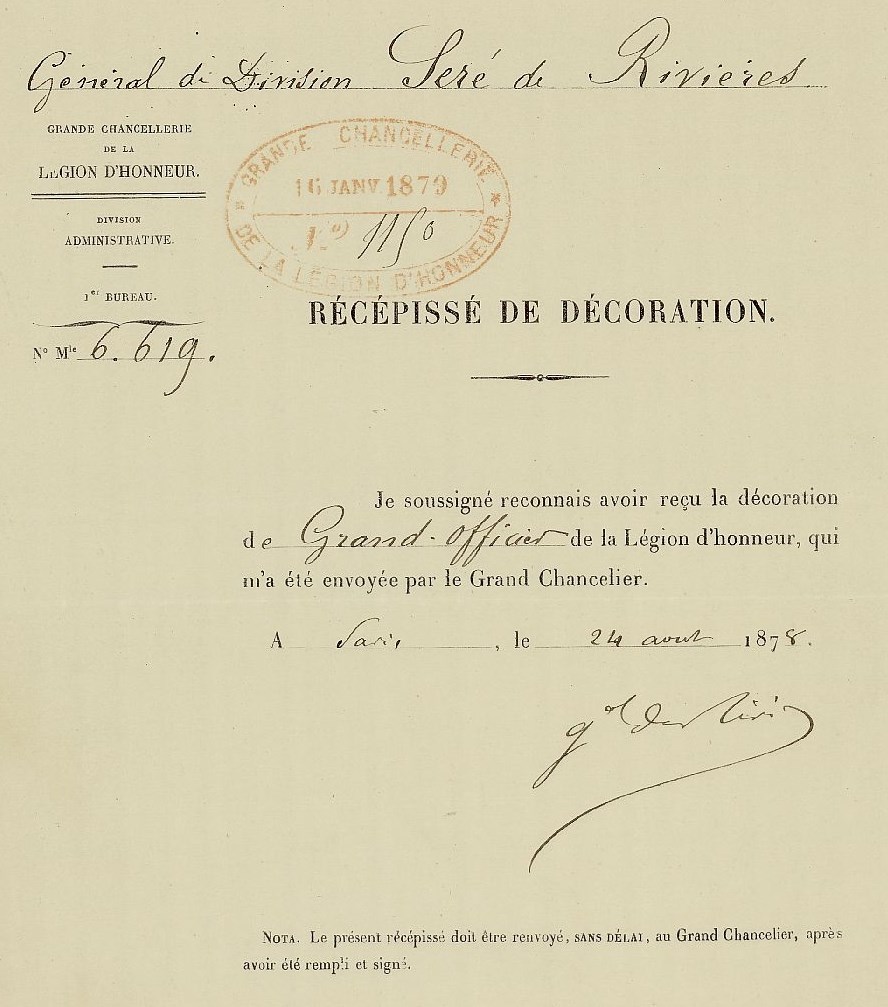 Général de Division Seré de Rivières
GRANDE CHANCELLERIE
DE LA
LÉGION D'HONNEUR.
DIVISION
ADMINISTRATIVE.
1er BUREAU.
N° Mle 6.619.
GRANDE CHANCELLERIE
16 JANV 1879
No 1150
DE LA LÉGION D'HONNEUR
RÉCÉPISSÉ DE DÉCORATION.
Je soussigné reconnais avoir reçu la décoration
de Grand-Officier de la Légion d'honneur, qui
m'a été envoyée par le Grand Chancelier.
A Paris, le 24 aout 1878.
NOTA. Le présent récépissé doit être renvoyé, SANS DÉLAI, au Grand Chancelier, après
avoir été rempli et signé.